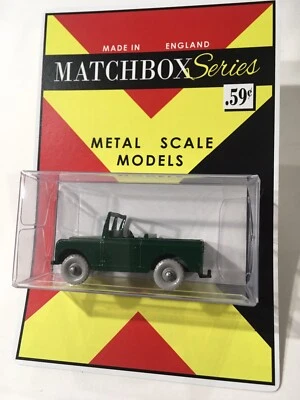 MADE IN ENGLAND
MATCHBOX Series
.59¢
METAL SCALE
MODELS